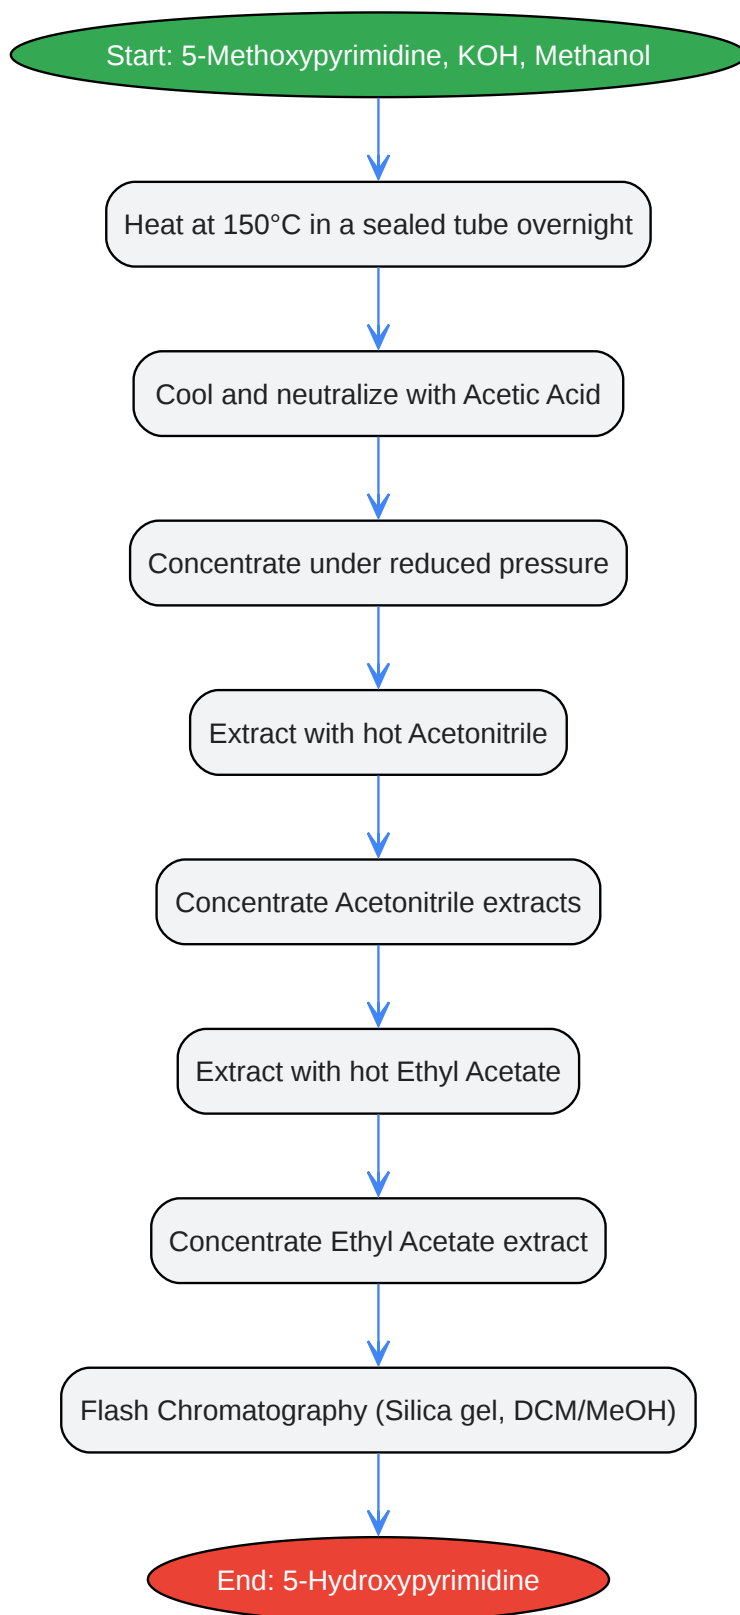 Start: 5-Methoxypyrimidine, KOH, Methanol
Heat at 150°C in a sealed tube overnight
Cool and neutralize with Acetic Acid
Concentrate under reduced pressure
Extract with hot Acetonitrile
Concentrate Acetonitrile extracts
Extract with hot Ethyl Acetate
Concentrate Ethyl Acetate extract
Flash Chromatography (Silica gel, DCM/MeOH)
End: 5-Hydroxypyrimidine